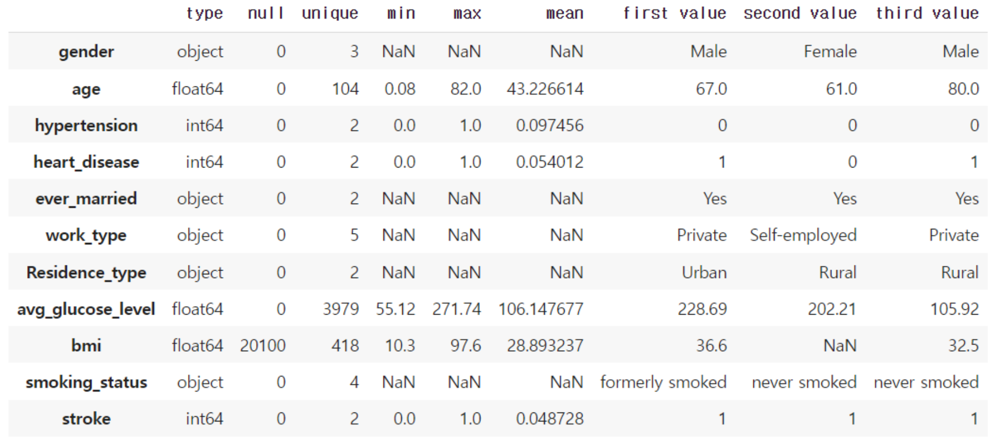 type null unique min max mean first value second value third value
gender object 0 3 NaN NaN NaN Male Female Male
age float64 0 104 0.08 82.0 43.226614 67.0 61.0 80.0
hypertension int64 0 2 0.0 1.0 0.097456 0 0 0
heart_disease int64 0 2 0.0 1.0 0.054012 1 0 1
ever_married object 0 2 NaN NaN NaN Yes Yes Yes
work_type object 0 5 NaN NaN NaN Private Self-employed Private
Residence_type object 0 2 NaN NaN NaN Urban Rural Rural
avg_glucose_level float64 0 3979 55.12 271.74 106.147677 228.69 202.21 105.92
bmi float64 20100 418 10.3 97.6 28.893237 36.6 NaN 32.5
smoking_status object 0 4 NaN NaN NaN formerly smoked never smoked never smoked
stroke int64 0 2 0.0 1.0 0.048728 1 1 1